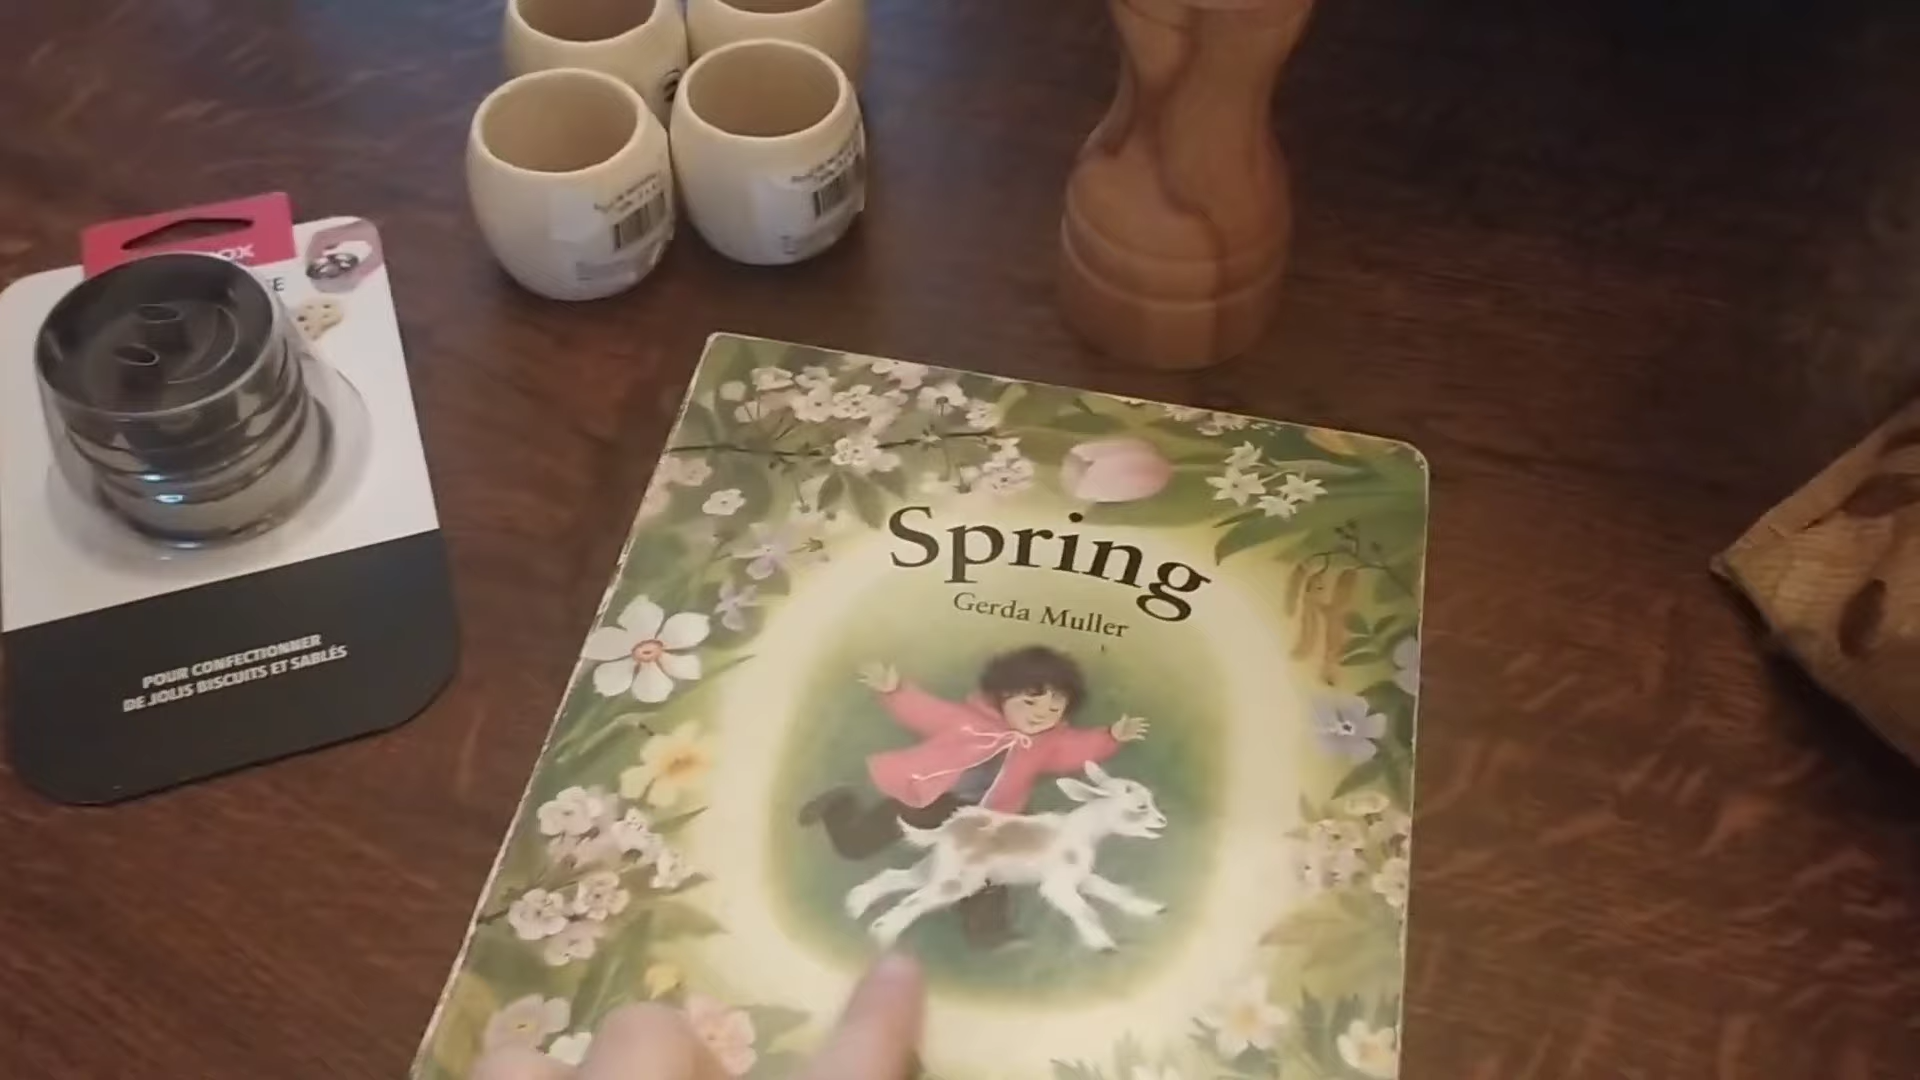 Spring
Gerda Muller
POUR CONFECTIONNER
DE JOLIS BISCUITS ET SABLÉS